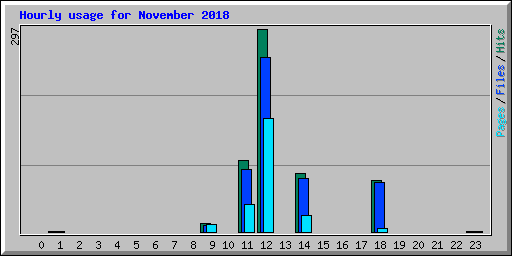 Hourly usage for November 2018
297
Pages/Files/Hits
0 1 2 3 4 5 6 7 8 9 10 11 12 13 14 15 16 17 18 19 20 21 22 23